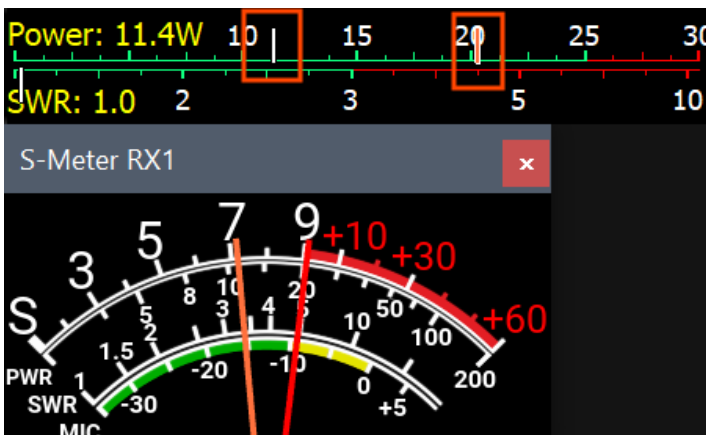 Power: 11.4W 10 15 20 25 30
SWR: 1.0 2 3 5 10
S-Meter RX1 x
S 3 5 7 9 +10 +30 +60
PWR 5 8 10 20 50 100 200
SWR 1 1.5 2 3 4 5 10
MIC -30 -20 -10 0 +5